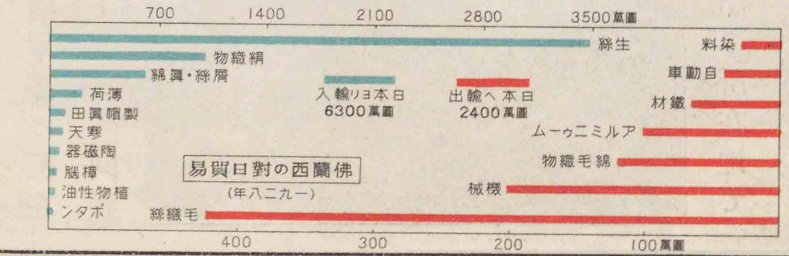 700 1400 2100 2800 3500萬圓
絲生
物織絹
綿眞・絲屑
荷薄
田眞帽製
天寒
器磁陶
腦樟
油性物植
ンタボ
入輸リヨ本日
6300萬圓
出輸ヘ本日
2400萬圓
料染
車動自
材鐵
ムーゥニミルア
物織毛綿
械機
絲織毛
易貿日對の西蘭佛
(年八二九一)
400 300 200 100萬圓